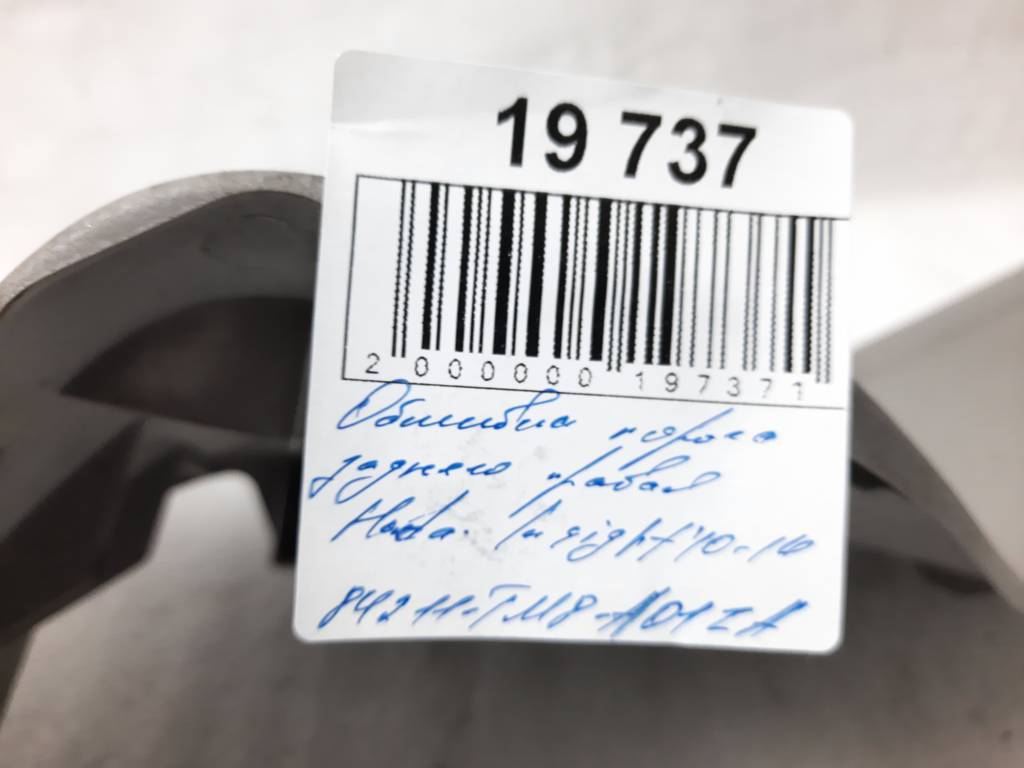 19 737
2 000000 197371
Обшивка порога
заднего правая
Honda Insight '10-14
84211-TM8-A01ZA